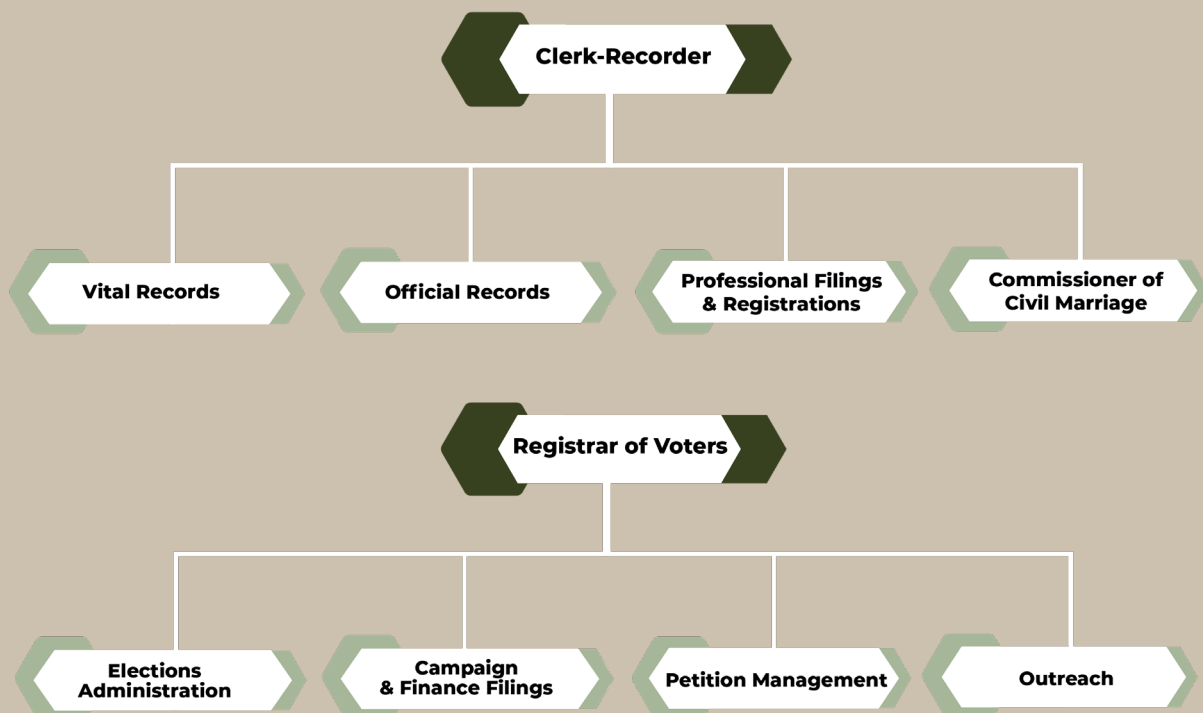 Clerk-Recorder
Vital Records
Official Records
Professional Filings
& Registrations
Commissioner of
Civil Marriage
Registrar of Voters
Elections
Administration
Campaign
& Finance Filings
Petition Management
Outreach